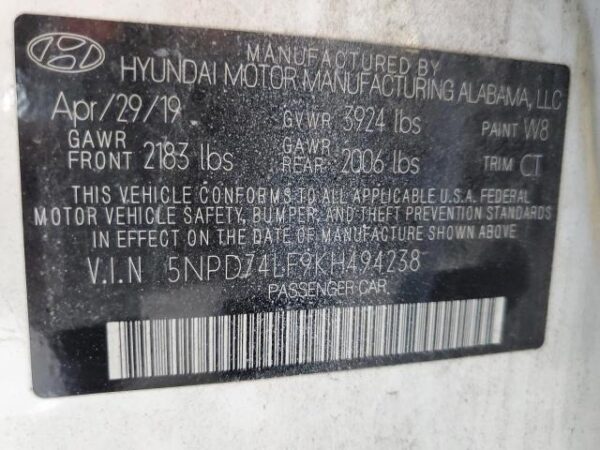 MANUFACTURED BY
HYUNDAI MOTOR MANUFACTURING ALABAMA, LLC
Apr/29/19 GVWR 3924 lbs PAINT W8
GAWR FRONT 2183 lbs GAWR REAR 2006 lbs TRIM CT
THIS VEHICLE CONFORMS TO ALL APPLICABLE U.S.A. FEDERAL
MOTOR VEHICLE SAFETY, BUMPER, AND THEFT PREVENTION STANDARDS
IN EFFECT ON THE DATE OF MANUFACTURE SHOWN ABOVE.
V.I.N 5NPD74LF9KH494238
PASSENGER CAR